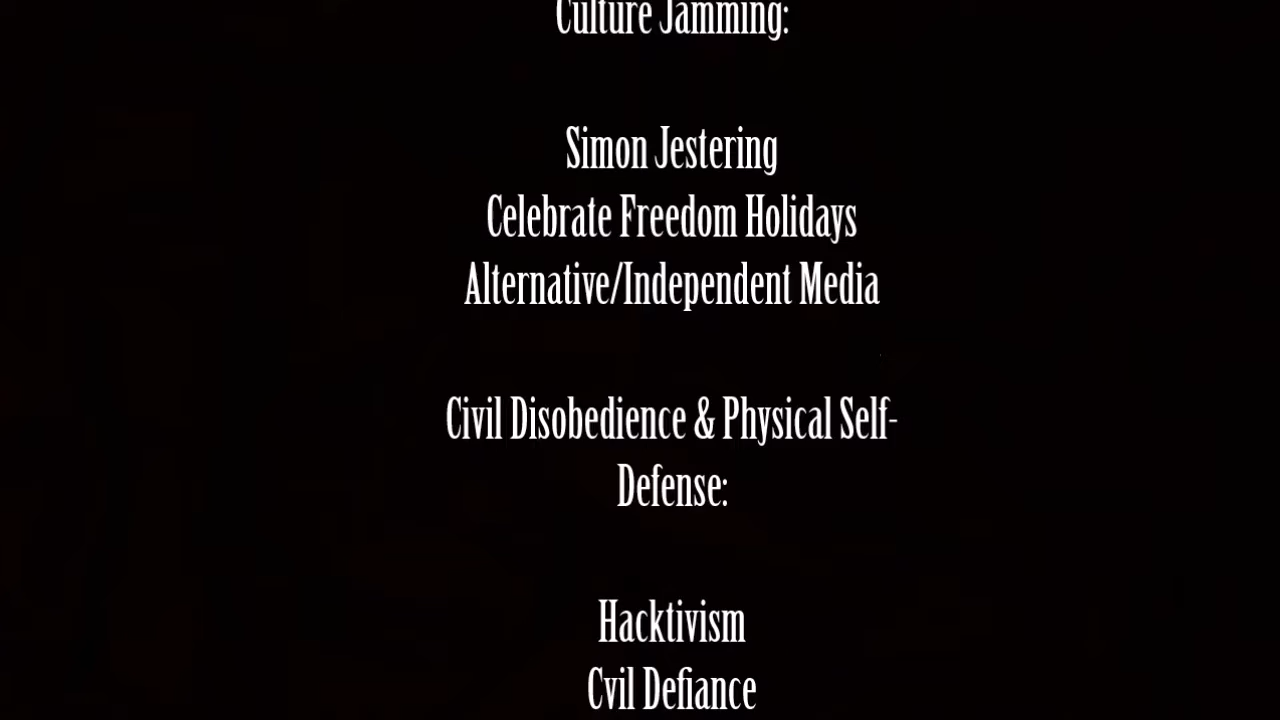 Culture Jamming:
Simon Jestering
Celebrate Freedom Holidays
Alternative/Independent Media
Civil Disobedience & Physical Self-
Defense:
Hacktivism
Cvil Defiance